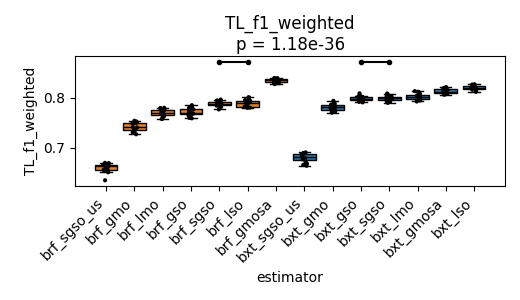 TL_f1_weighted
p = 1.18e-36
TL_f1_weighted
0.8
0.7
brf_sgso_us
brf_gmo
brf_lmo
brf_gso
brf_sgso
brf_lso
brf_gmosa
bxt_sgso_us
bxt_gmo
bxt_gso
bxt_sgso
bxt_lmo
bxt_gmosa
bxt_lso
estimator